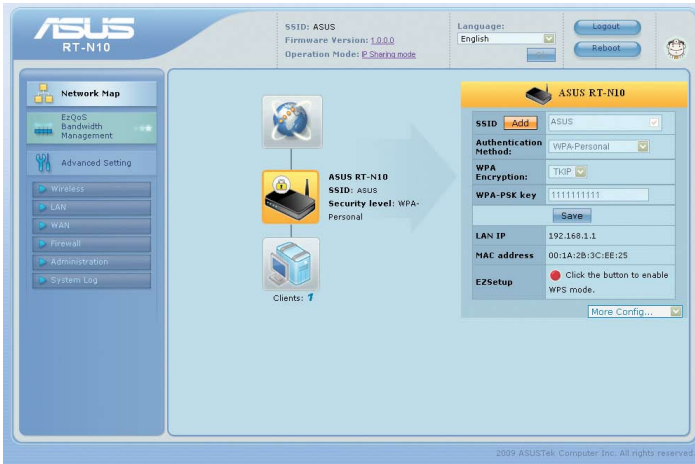 ASUS
RT-N10
SSID: ASUS
Firmware Version: 1.0.0.0
Operation Mode: IP Sharing mode
Language:
English
Logout
Reboot
Network Map
EzQoS
Bandwidth
Management
Advanced Setting
Wireless
LAN
WAN
Firewall
Administration
System Log
ASUS RT-N10
SSID: ASUS
Security level: WPA-
Personal
Clients: 1
ASUS RT-N10
SSID Add ASUS
Authentication
Method: WPA-Personal
WPA
Encryption: TKIP
WPA-PSK key 1111111111
Save
LAN IP 192.168.1.1
MAC address 00:1A:2B:3C:EE:25
EZSetup Click the button to enable
WPS mode.
More Config...
2009 ASUSTek Computer Inc. All rights reserved